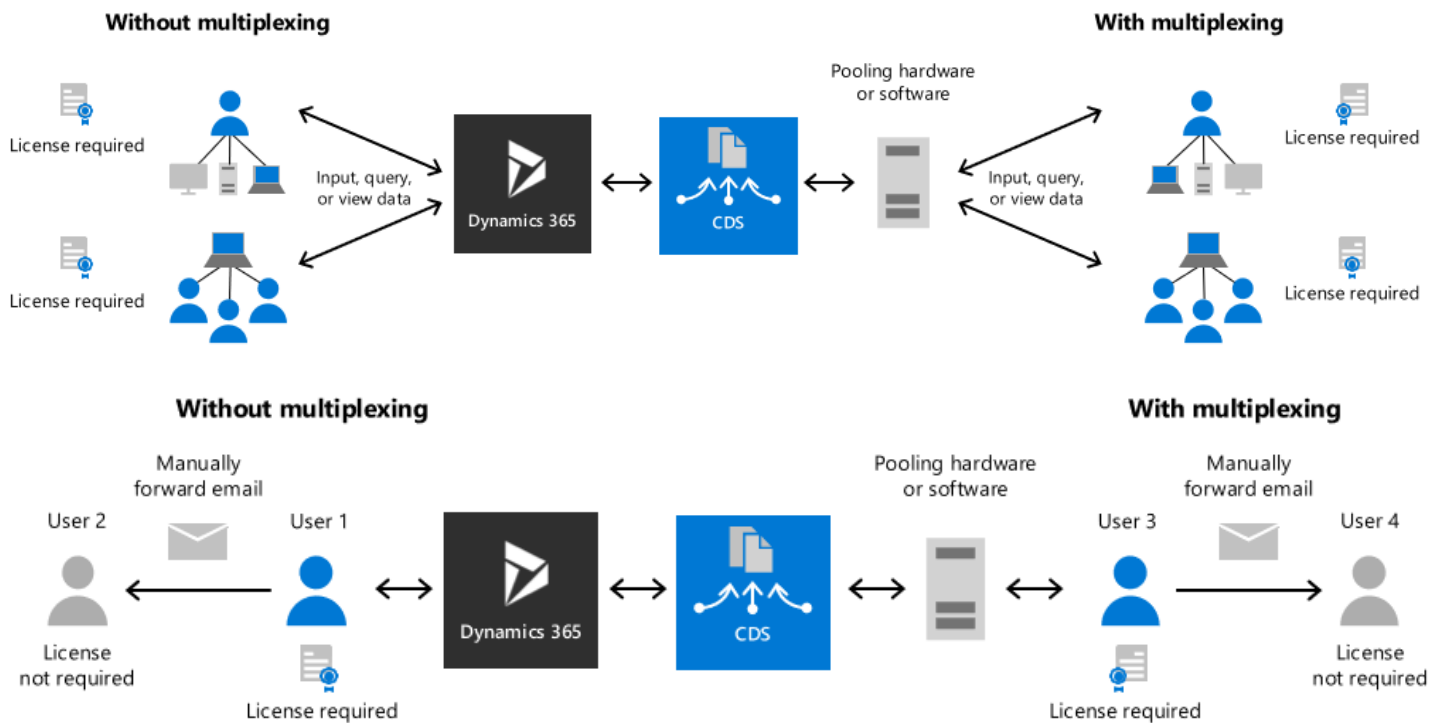 Without multiplexing
With multiplexing
Pooling hardware
or software
License required
License required
Input, query,
or view data
Dynamics 365
CDS
Input, query,
or view data
License required
License required
Without multiplexing
With multiplexing
Manually
forward email
Pooling hardware
or software
Manually
forward email
User 2
User 1
User 3
User 4
Dynamics 365
CDS
License
not required
License required
License required
License
not required